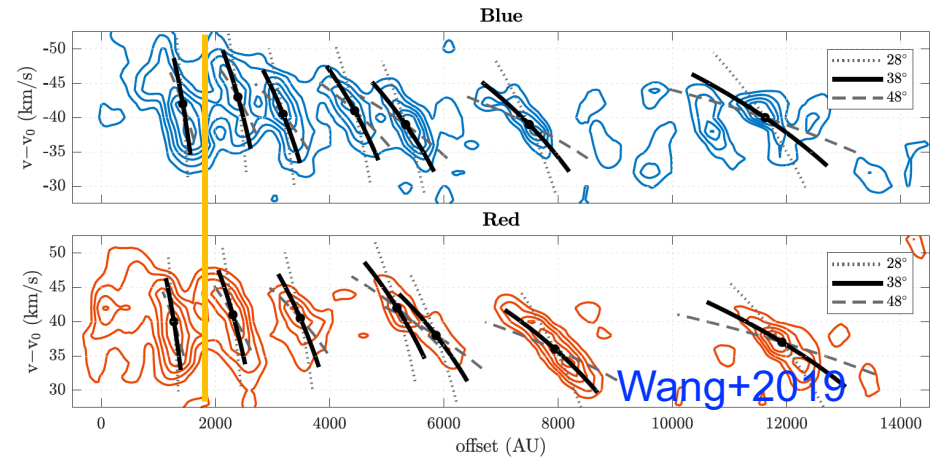 Blue
v−v₀ (km/s)
-50
-45
-40
-35
-30
28°
38°
48°
Red
v−v₀ (km/s)
50
45
40
35
30
28°
38°
48°
Wang+2019
0 2000 4000 6000 8000 10000 12000 14000
offset (AU)